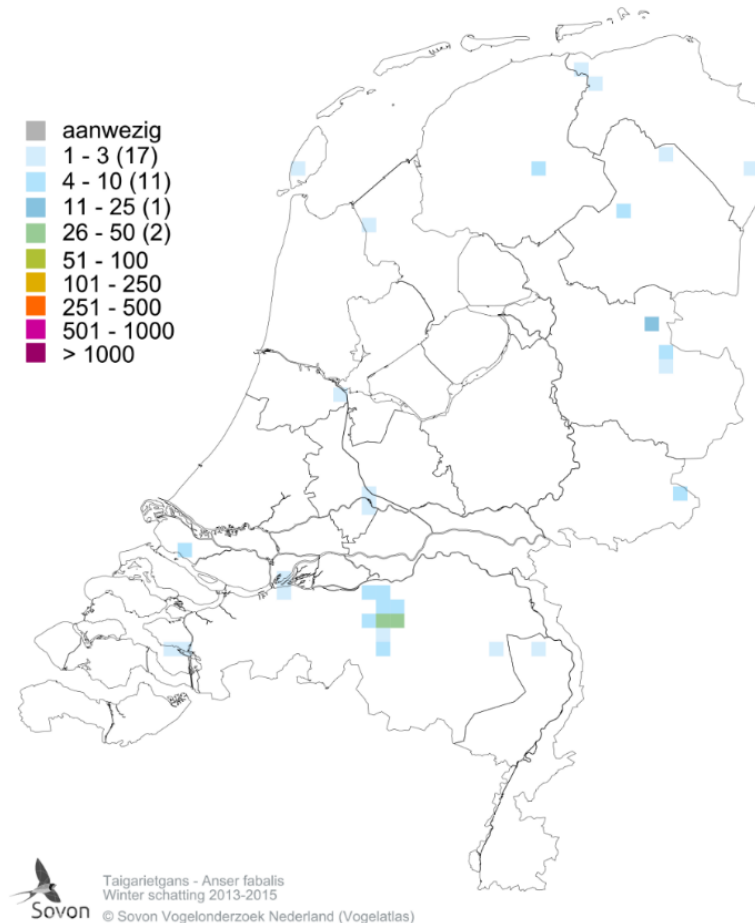 aanwezig
1 - 3 (17)
4 - 10 (11)
11 - 25 (1)
26 - 50 (2)
51 - 100
101 - 250
251 - 500
501 - 1000
> 1000
Sovon
Taigarietgans - Anser fabalis
Winter schatting 2013-2015
© Sovon Vogelonderzoek Nederland (Vogelatlas)